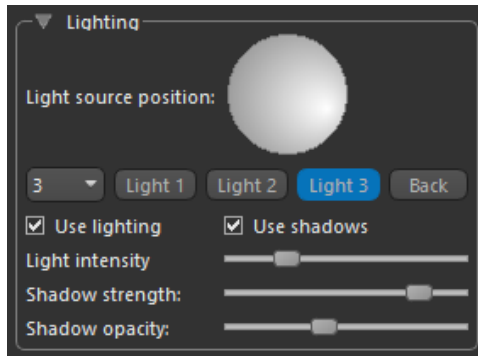 Lighting
Light source position:
3 Light 1 Light 2 Light 3 Back
Use lighting Use shadows
Light intensity
Shadow strength:
Shadow opacity: